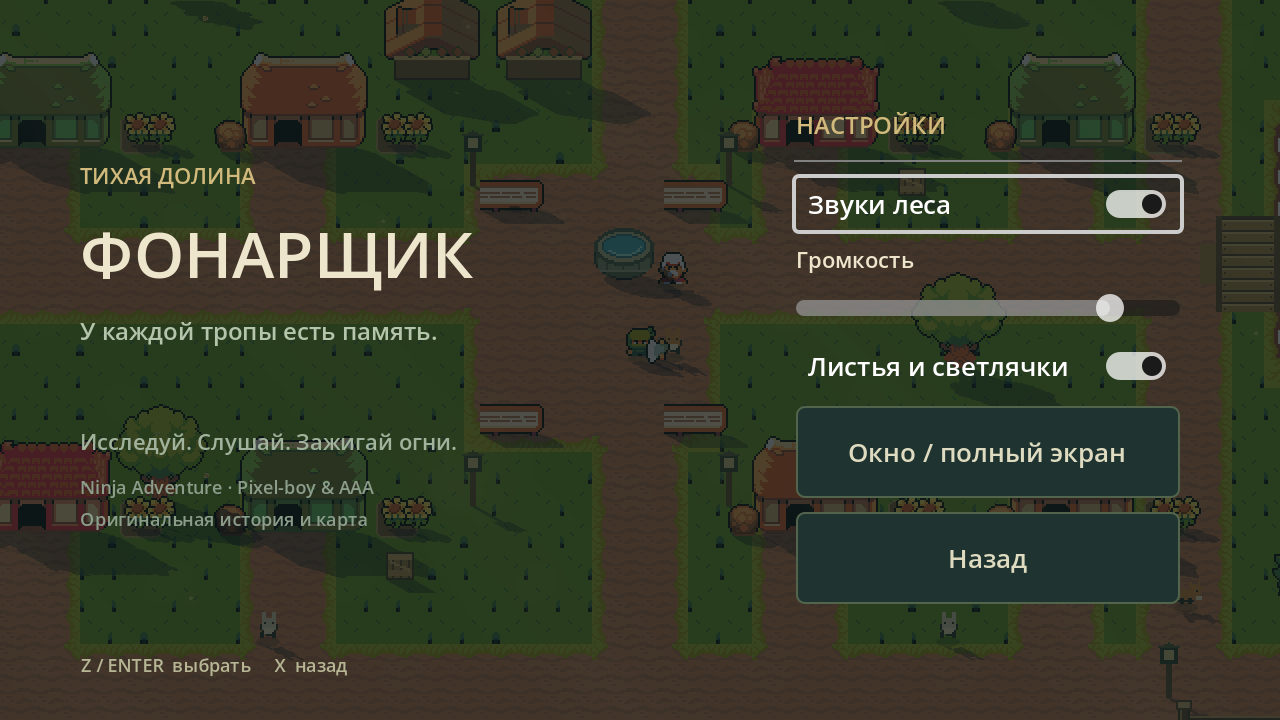 ТИХАЯ ДОЛИНА
ФОНАРЩИК
У каждой тропы есть память.
Исследуй. Слушай. Зажигай огни.
Ninja Adventure · Pixel-boy & AAA
Оригинальная история и карта
Z / ENTER выбрать X назад
НАСТРОЙКИ
Звуки леса
Громкость
Листья и светлячки
Окно / полный экран
Назад